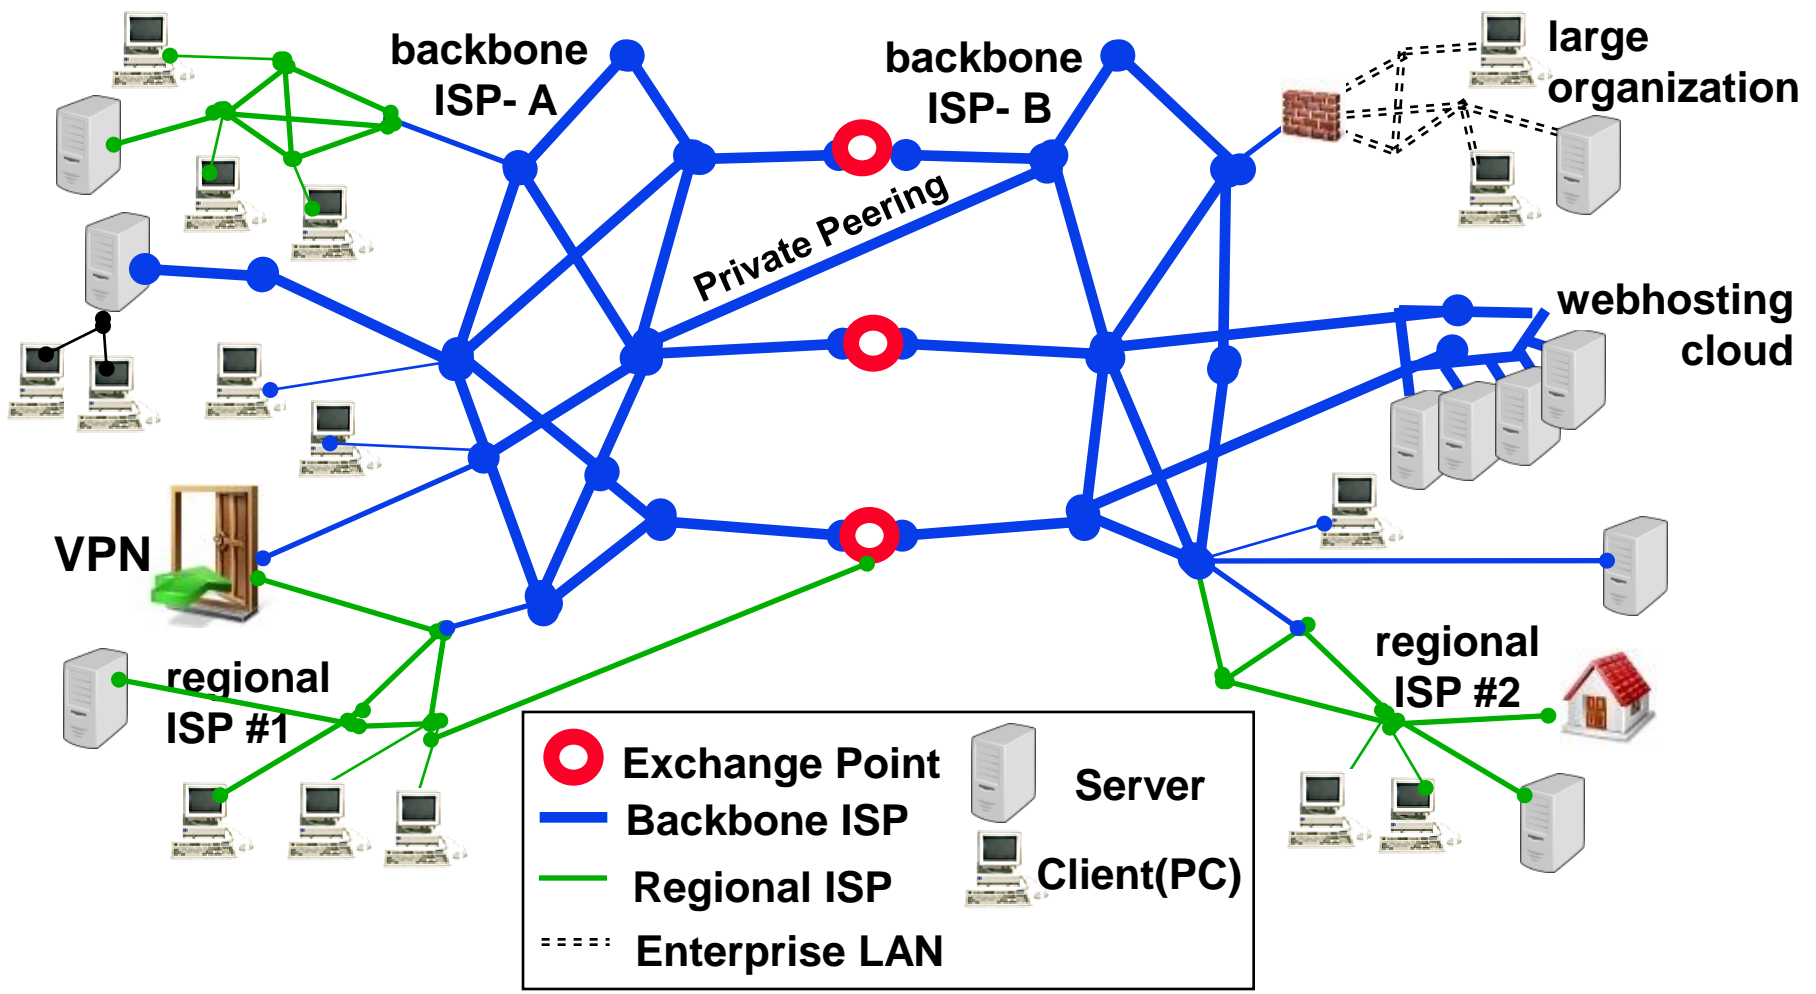 backbone
ISP- A
backbone
ISP- B
large
organization
Private Peering
webhosting
cloud
VPN
regional
ISP #1
regional
ISP #2
Exchange Point
Backbone ISP
Regional ISP
Enterprise LAN
Server
Client(PC)